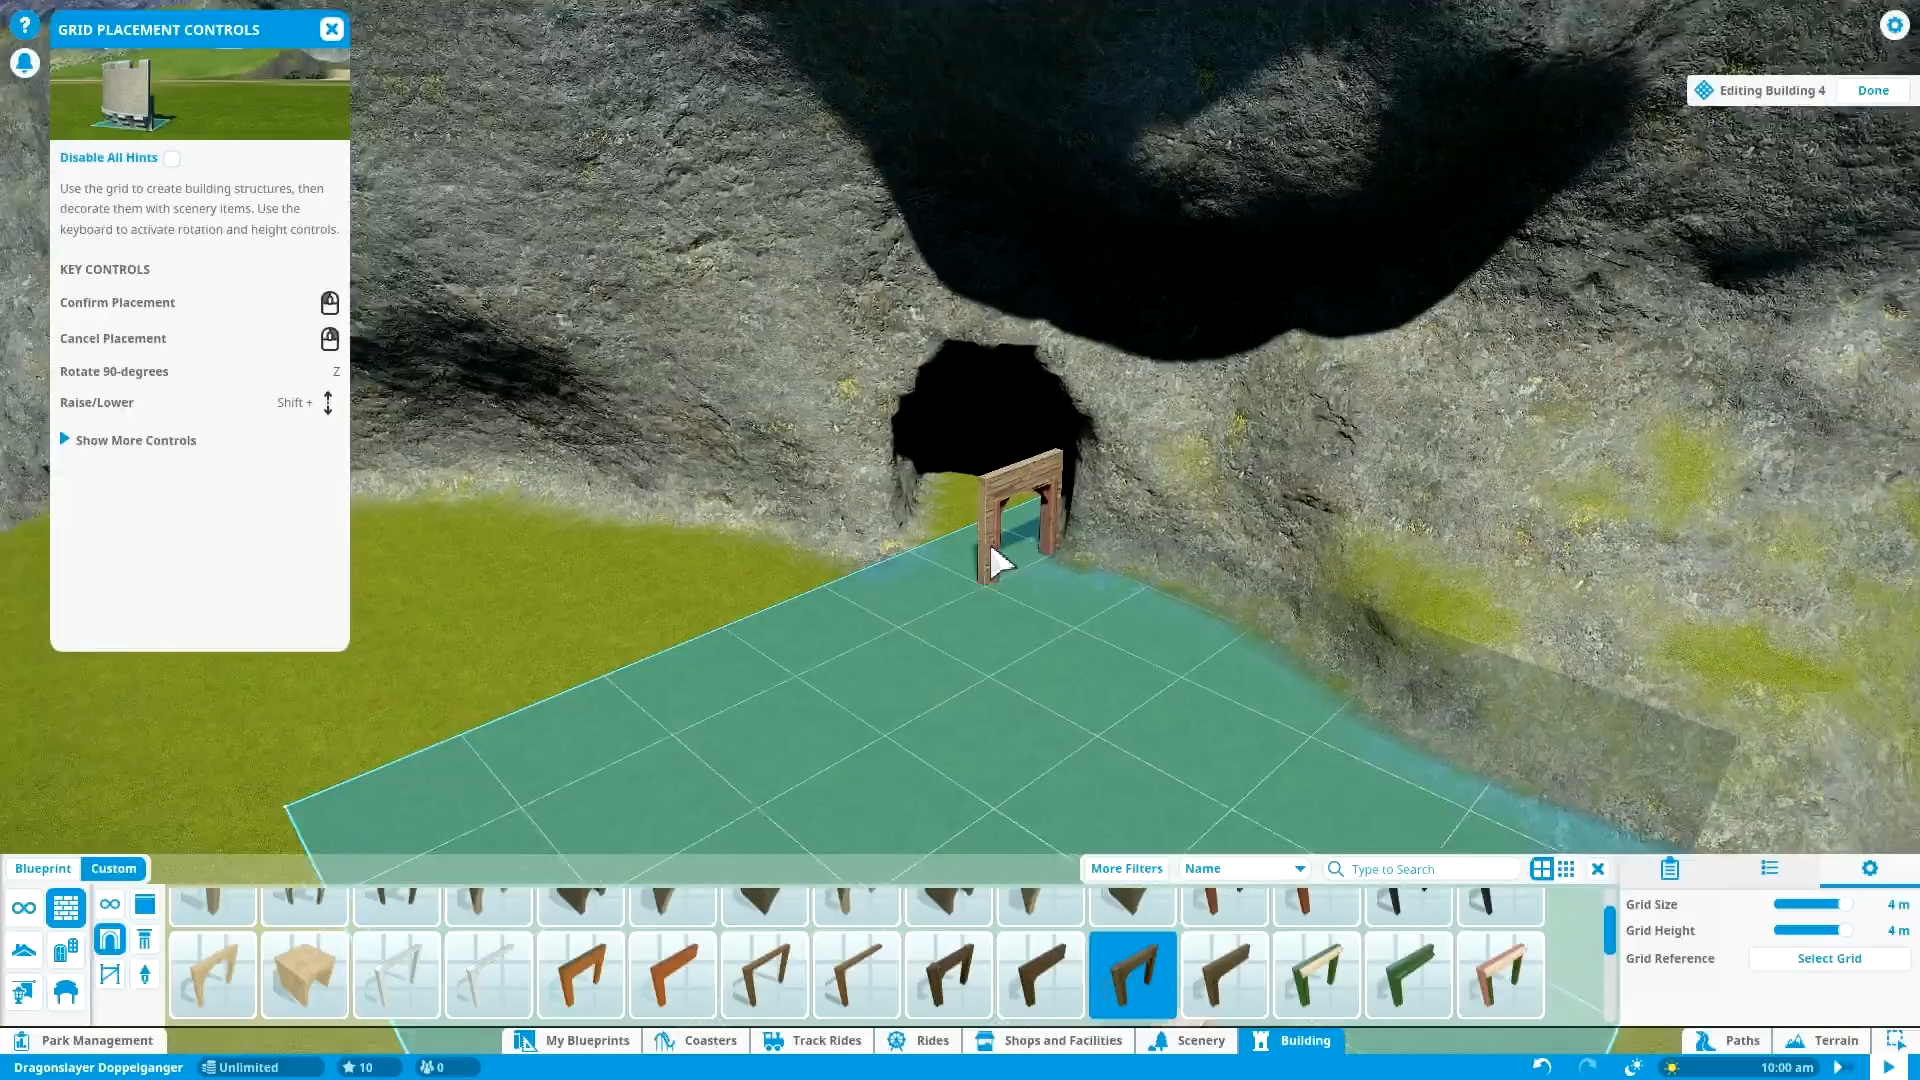 ?
GRID PLACEMENT CONTROLS
Disable All Hints
Use the grid to create building structures, then
decorate them with scenery items. Use the
keyboard to activate rotation and height controls.
KEY CONTROLS
Confirm Placement
Cancel Placement
Rotate 90-degrees Z
Raise/Lower Shift +
Show More Controls
Editing Building 4 Done
Blueprint Custom
More Filters Name Type to Search
Grid Size 4 m
Grid Height 4 m
Grid Reference Select Grid
Park Management My Blueprints Coasters Track Rides Rides Shops and Facilities Scenery Building Paths Terrain
Dragonslayer Doppelganger Unlimited 10 0 10:00 am